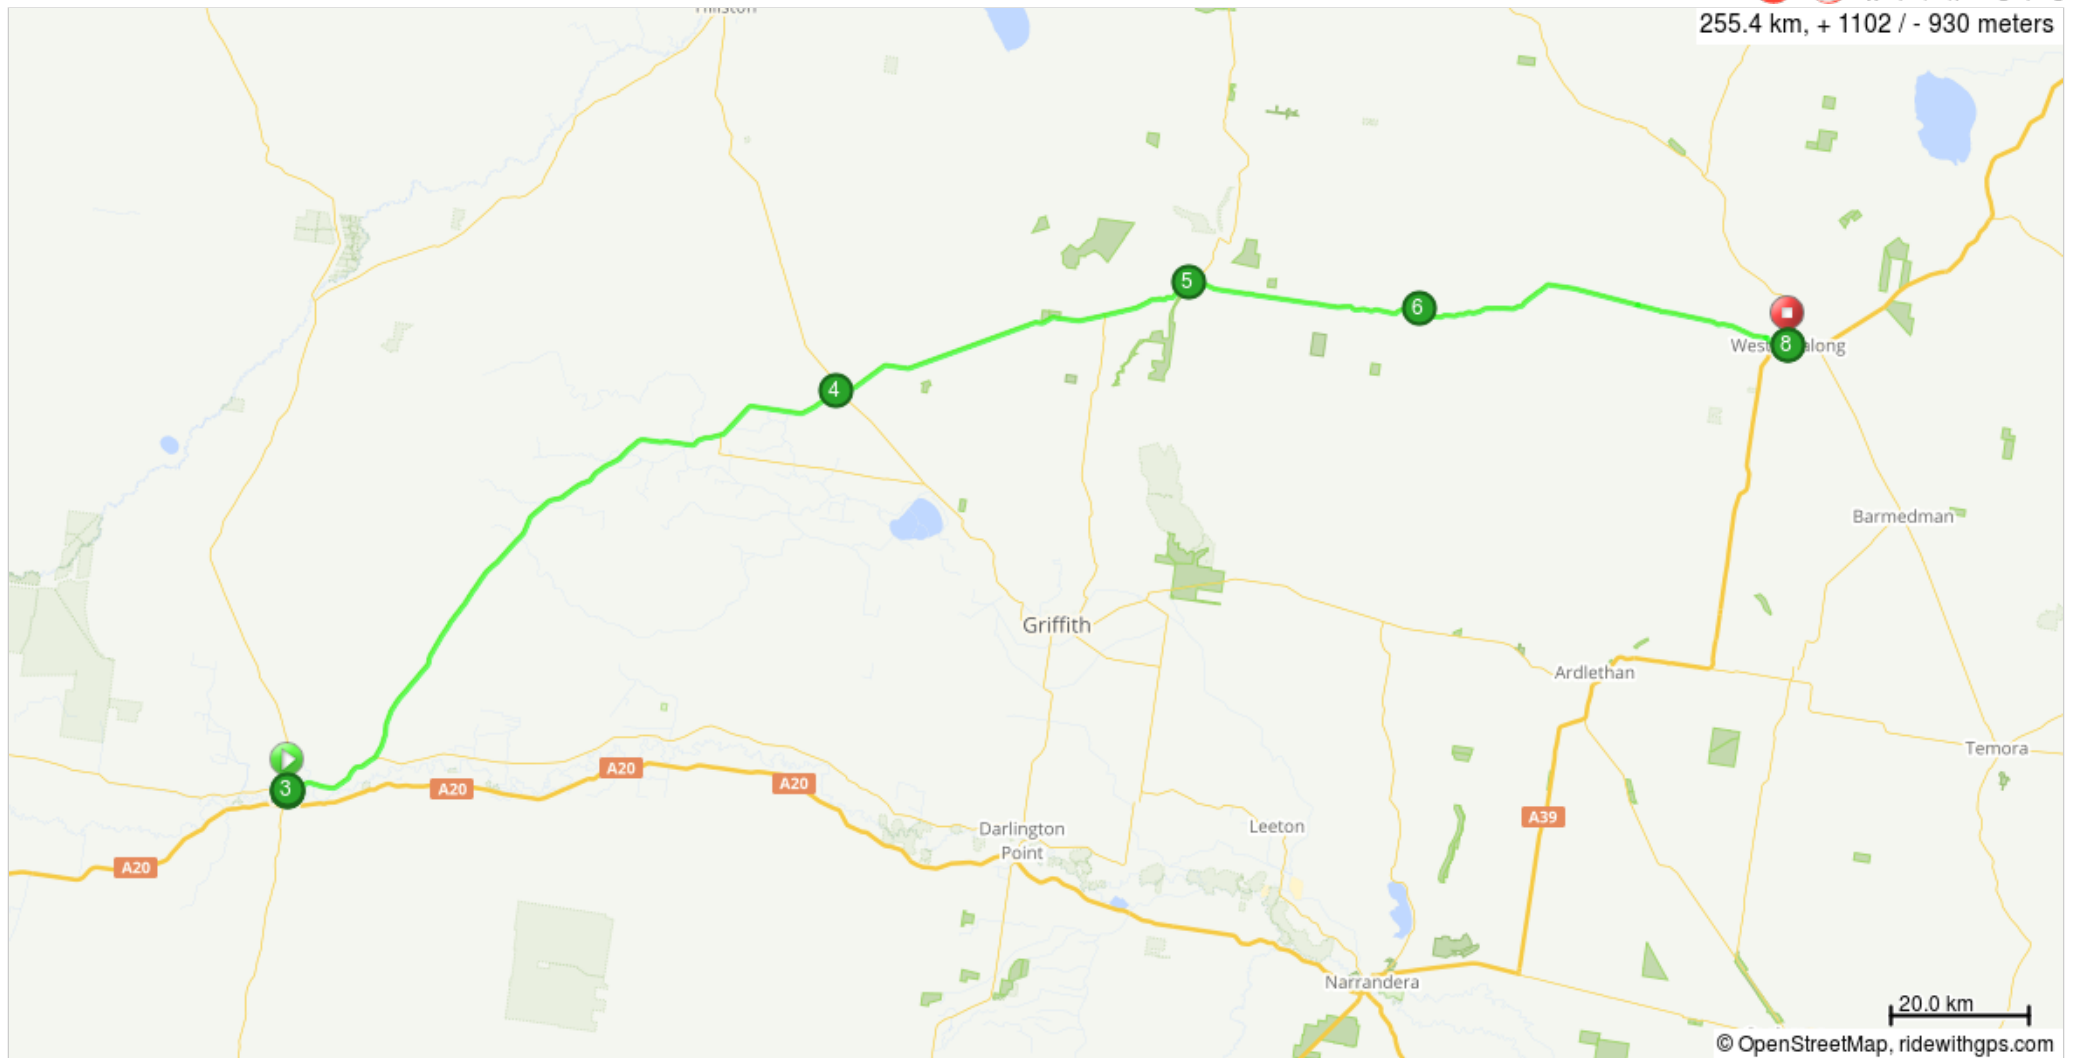 Hillston
255.4 km, + 1102 / - 930 meters
5
6
4
8
Barmedman
Griffith
Ardlethan
Temora
3
A20
A20
A20
A20
A39
Darlington
Point
Leeton
Narrandera
20.0 km
© OpenStreetMap, ridewithgps.com